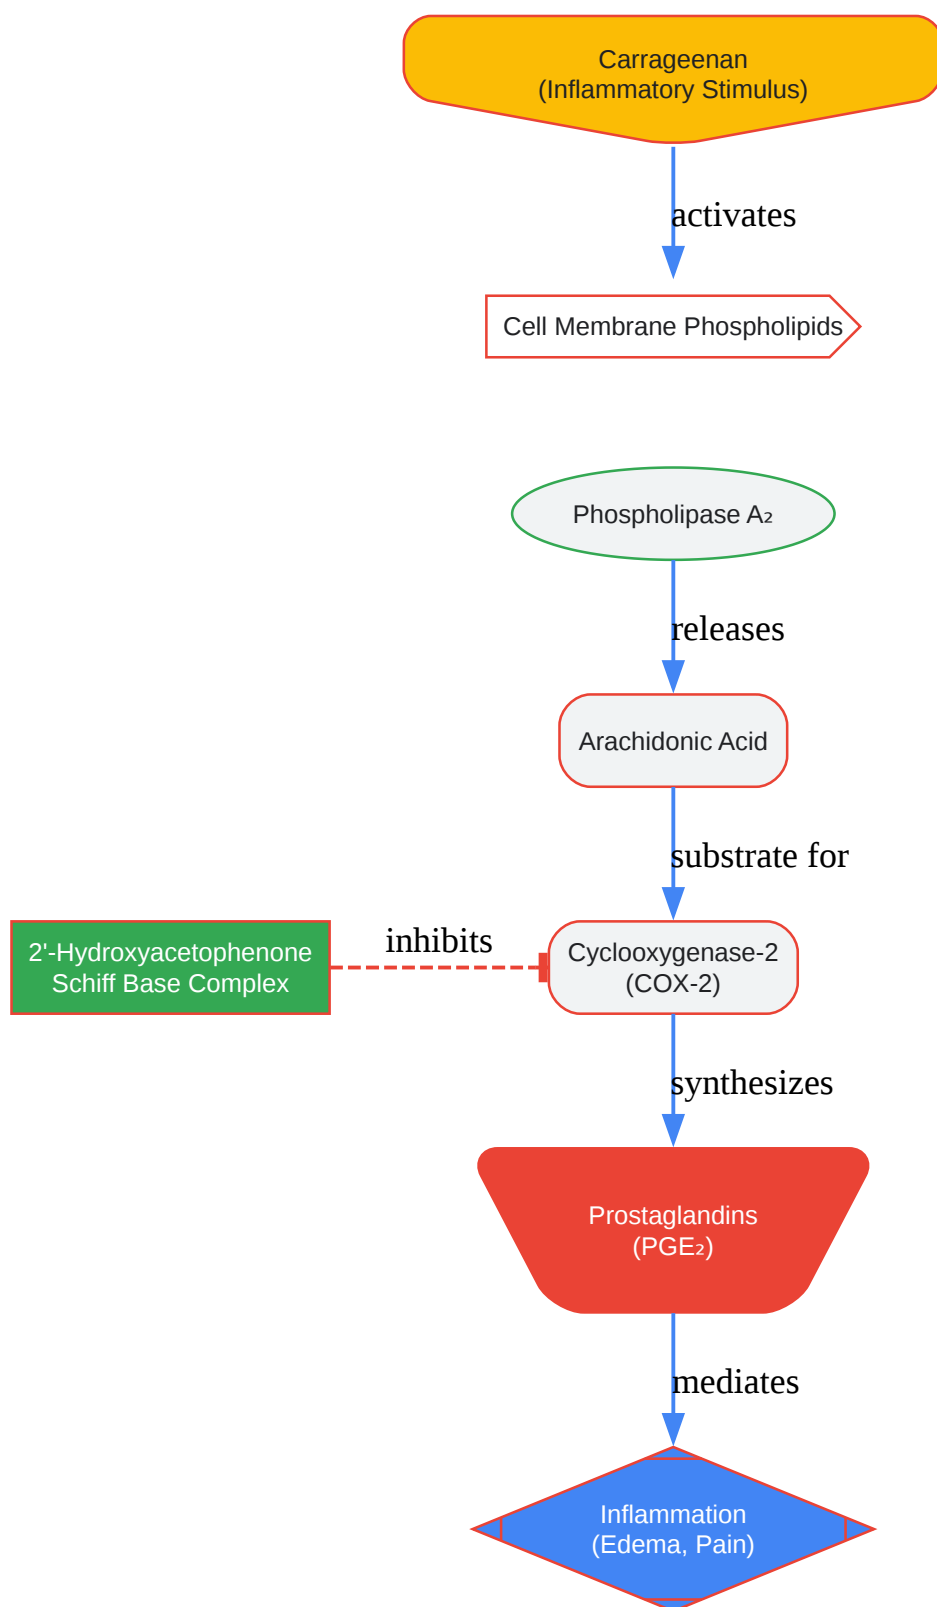 Carrageenan
(Inflammatory Stimulus)
activates
Cell Membrane Phospholipids
Phospholipase A₂
releases
Arachidonic Acid
substrate for
2'-Hydroxyacetophenone
Schiff Base Complex
inhibits
Cyclooxygenase-2
(COX-2)
synthesizes
Prostaglandins
(PGE₂)
mediates
Inflammation
(Edema, Pain)